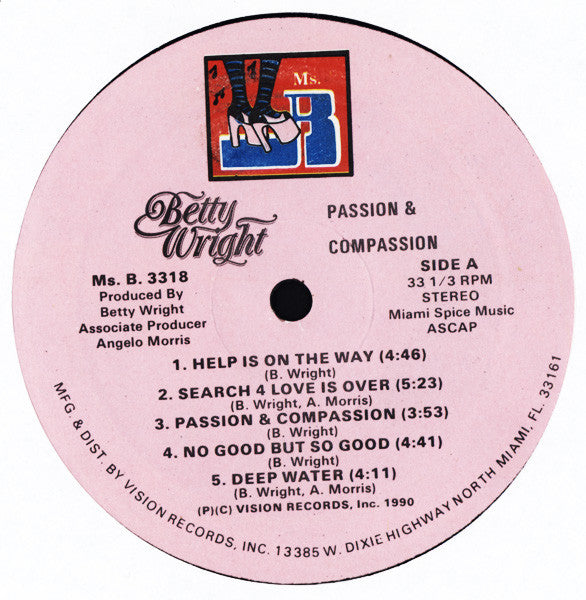 Ms.
B
Betty
Wright
PASSION &
COMPASSION
Ms. B. 3318
Produced By
Betty Wright
Associate Producer
Angelo Morris
SIDE A
33 1/3 RPM
STEREO
Miami Spice Music
ASCAP
1. HELP IS ON THE WAY (4:46)
(B. Wright)
2. SEARCH 4 LOVE IS OVER (5:23)
(B. Wright, A. Morris)
3. PASSION & COMPASSION (3:53)
(B. Wright)
4. NO GOOD BUT SO GOOD (4:41)
(B. Wright)
5. DEEP WATER (4:11)
(B. Wright, A. Morris)
(P)(C) VISION RECORDS, Inc. 1990
MFG. & DIST. BY VISION RECORDS, INC. 13385 W. DIXIE HIGHWAY NORTH MIAMI, FL. 33161